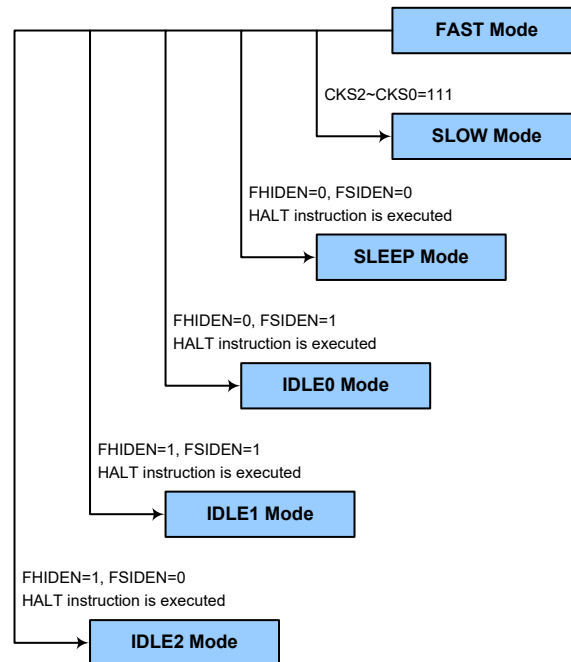 FAST Mode
CKS2~CKS0=111
SLOW Mode
FHIDEN=0, FSIDEN=0
HALT instruction is executed
SLEEP Mode
FHIDEN=0, FSIDEN=1
HALT instruction is executed
IDLE0 Mode
FHIDEN=1, FSIDEN=1
HALT instruction is executed
IDLE1 Mode
FHIDEN=1, FSIDEN=0
HALT instruction is executed
IDLE2 Mode